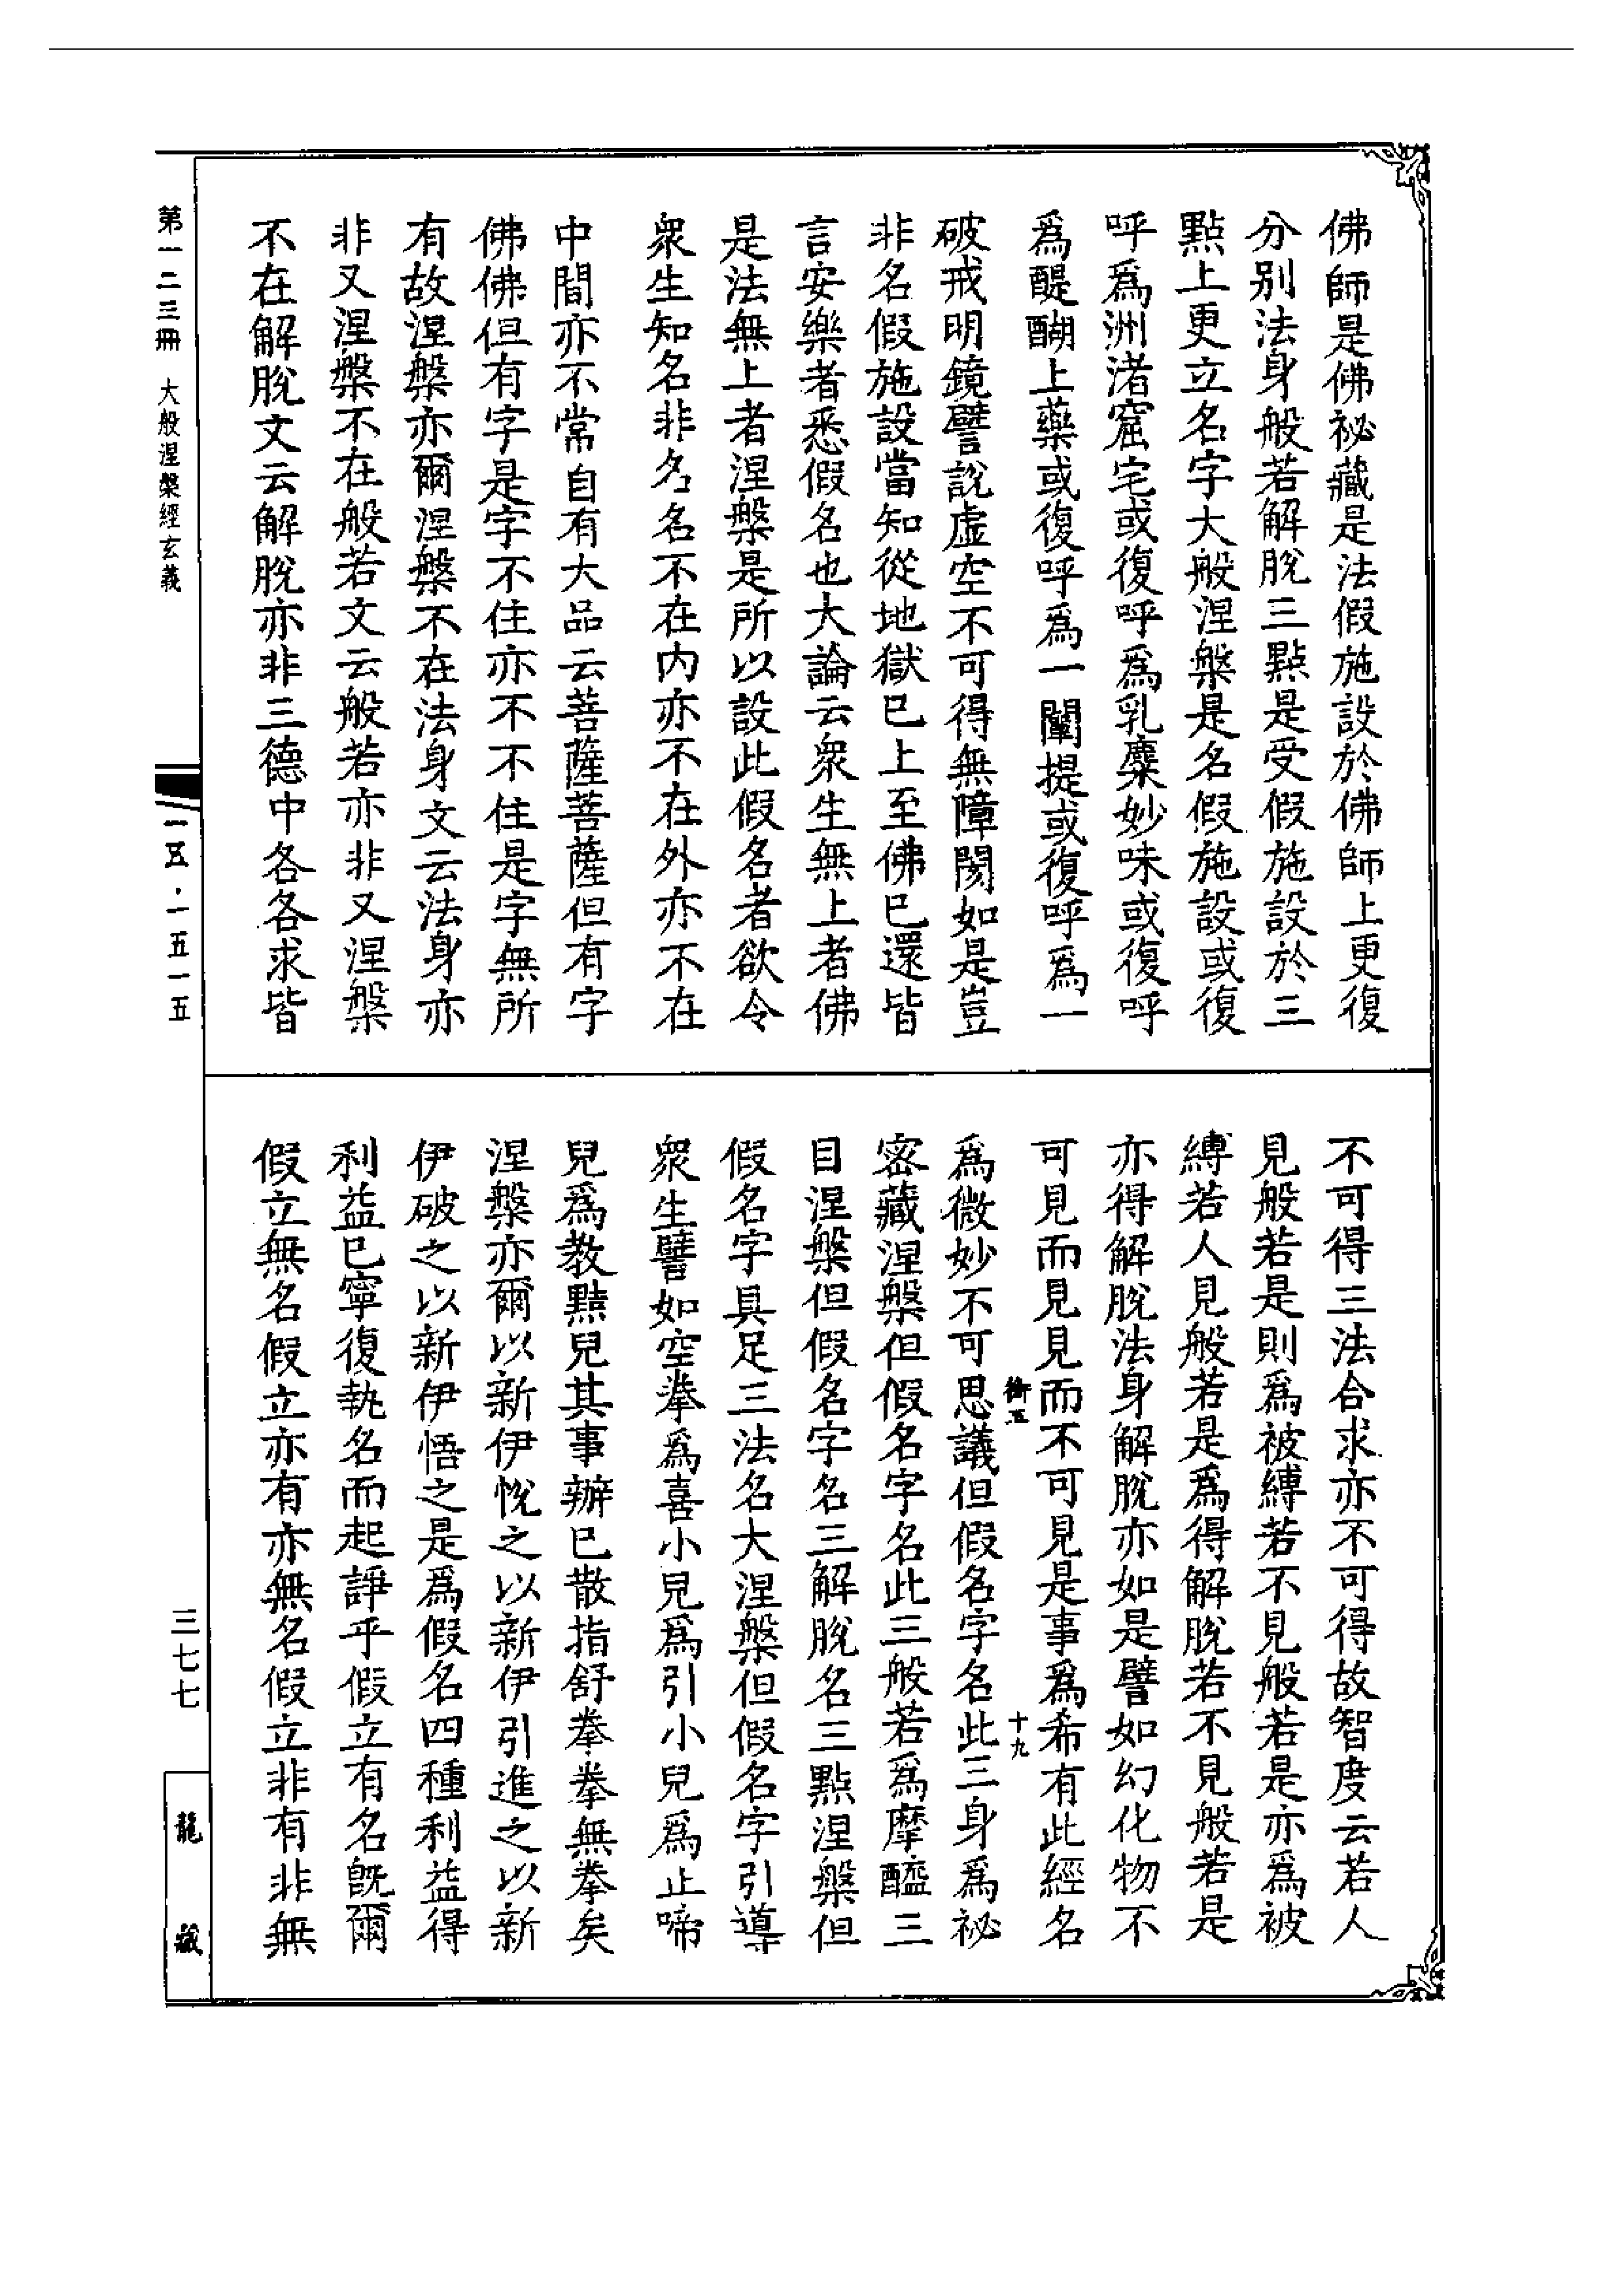 佛師是佛祕藏是法假施設於佛師上更復
分别法身般若解脫三點是受假施設於三
點上更立名字大般涅槃是名假施設或復
呼爲洲渚窟宅或復呼爲乳麋妙味或復呼
爲醍醐上藥或復呼爲一闡提或復呼爲一
破戒明鏡譬說虛空不可得無障閡如是豈
非名假施設當知從地獄已上至佛已還皆
言安樂者悉假名也大論云衆生無上者佛
是法無上者涅槃是所以設此假名者欲令
衆生知名非名名不在内亦不在外亦不在
中間亦不常自有大品云菩薩菩薩但有字
佛佛但有字是字不住亦不不住是字無所
有故涅槃亦爾涅槃不在法身文云法身亦
非又涅槃不在般若文云般若亦非又涅槃
不在解脫文云解脫亦非三德中各各求皆
不可得三法合求亦不可得故智度云若人
見般若是則爲被縛若不見般若是亦爲被
縛若人見般若是爲得解脫若不見般若是
亦得解脫法身解脫亦如是譬如幻化物不
可見而見見而不可見是事爲希有此經名
十九
爲微妙不可思議但假名字名此三身爲祕
密藏涅槃但假名字名此三般若爲摩醯三
目涅槃但假名字名三解脫名三點涅槃但
假名字具足三法名大涅槃但假名字引導
衆生譬如空拳爲喜小兒爲引小兒爲止啼
兒爲教黠兒其事辦已散指舒拳拳無拳矣
涅槃亦爾以新伊悅之以新伊引進之以新
伊破之以新伊悟之是爲假名四種利益得
利益已寧復執名而起諍乎假立有名旣爾
假立無名假立亦有亦無名假立非有非無
第一二三冊 大般涅槃經玄義
一五·一五一五
三七七
龍藏